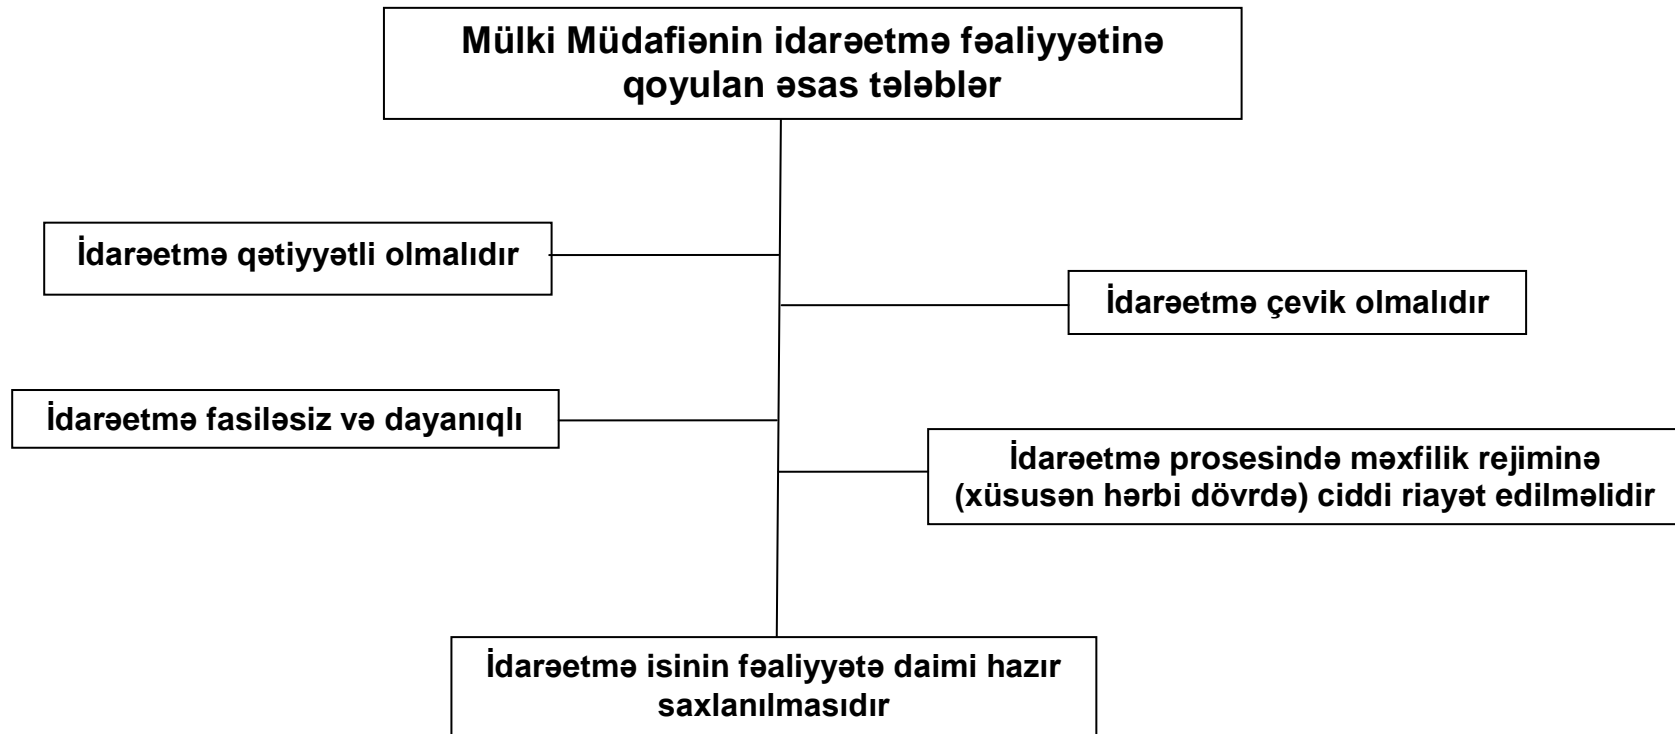 Mülki Müdafiənin idarəetmə fəaliyyətinə
qoyulan əsas tələblər
İdarəetmə qətiyyətli olmalıdır
İdarəetmə çevik olmalıdır
İdarəetmə fasiləsiz və dayanıqlı
İdarəetmə prosesində məxfilik rejiminə
(xüsusən hərbi dövrdə) ciddi riayət edilməlidir
İdarəetmə isinin fəaliyyətə daimi hazır
saxlanılmasıdır